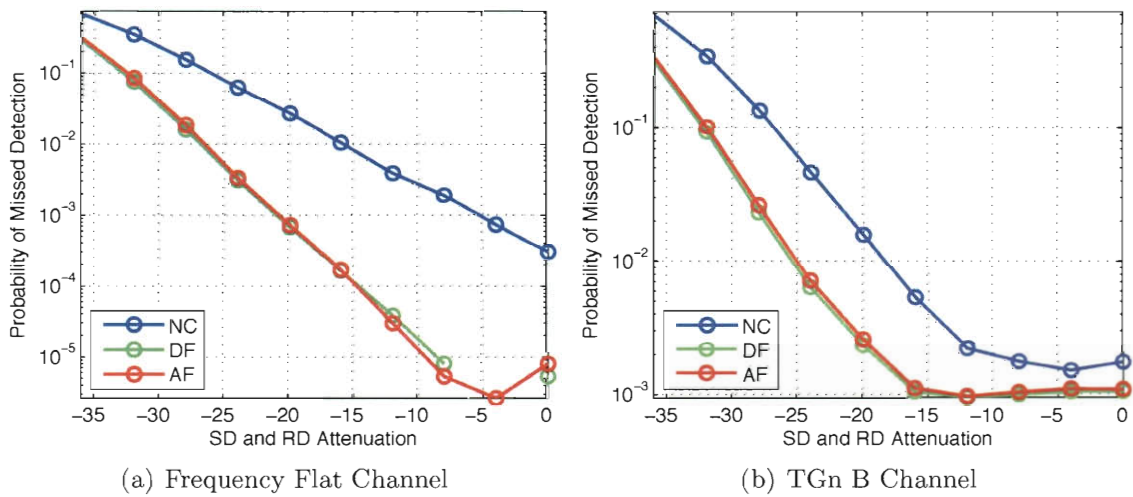 Probability of Missed Detection
10^-1
10^-2
10^-3
10^-4
10^-5
NC
DF
AF
−35 −30 −25 −20 −15 −10 −5 0
SD and RD Attenuation
(a) Frequency Flat Channel
Probability of Missed Detection
10^-1
10^-2
10^-3
NC
DF
AF
−35 −30 −25 −20 −15 −10 −5 0
SD and RD Attenuation
(b) TGn B Channel